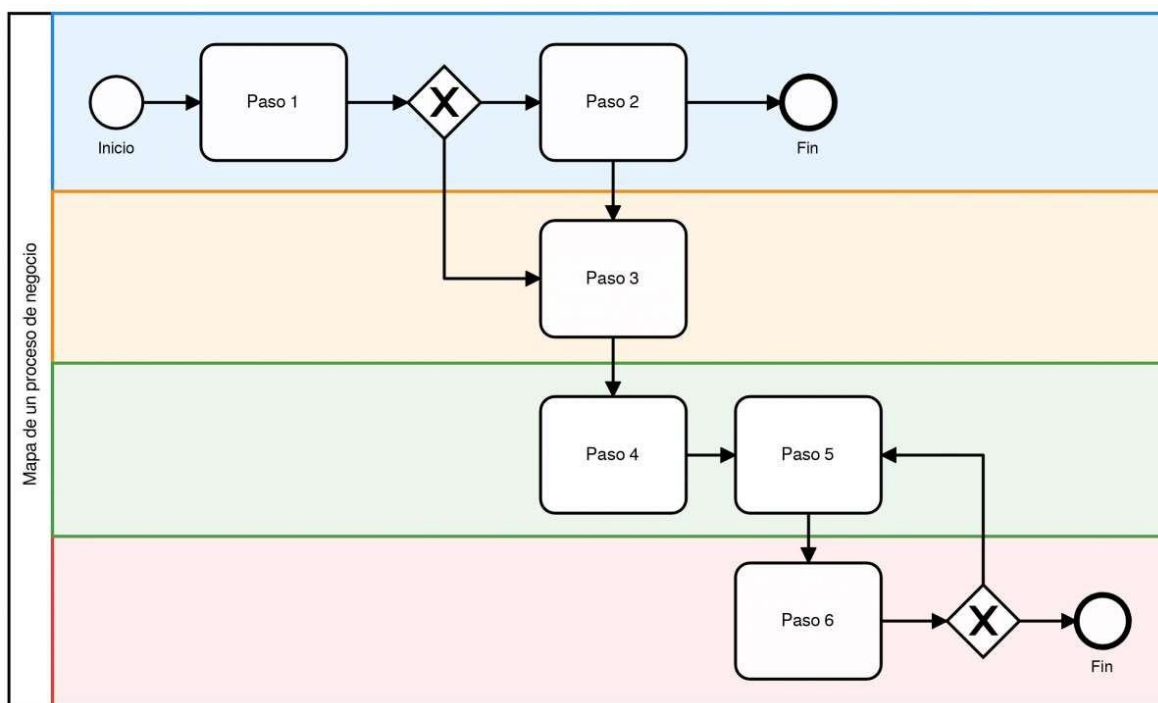 Mapa de un proceso de negocio
Inicio
Paso 1
X
Paso 2
Fin
Paso 3
Paso 4
Paso 5
Paso 6
X
Fin